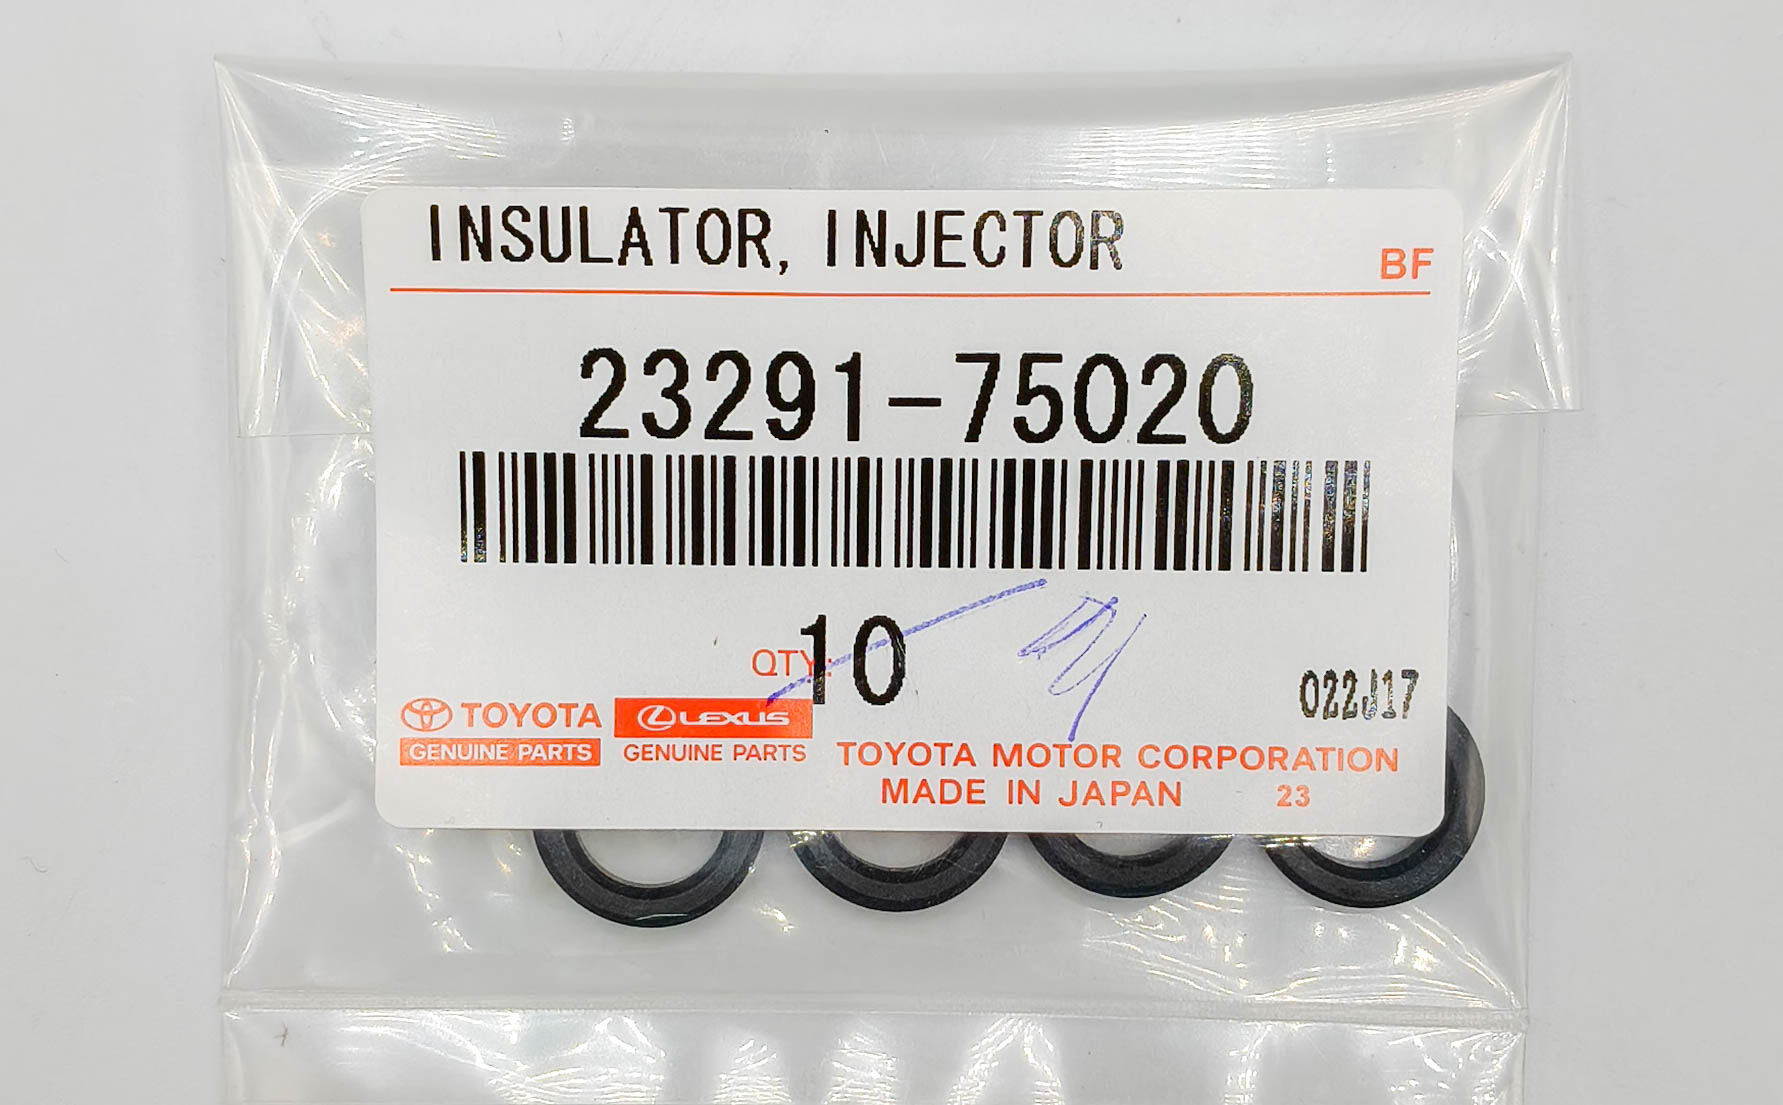 INSULATOR, INJECTOR
BF
23291-75020
QTY: 10
022J17
TOYOTA
GENUINE PARTS
LEXUS
GENUINE PARTS
TOYOTA MOTOR CORPORATION
MADE IN JAPAN 23